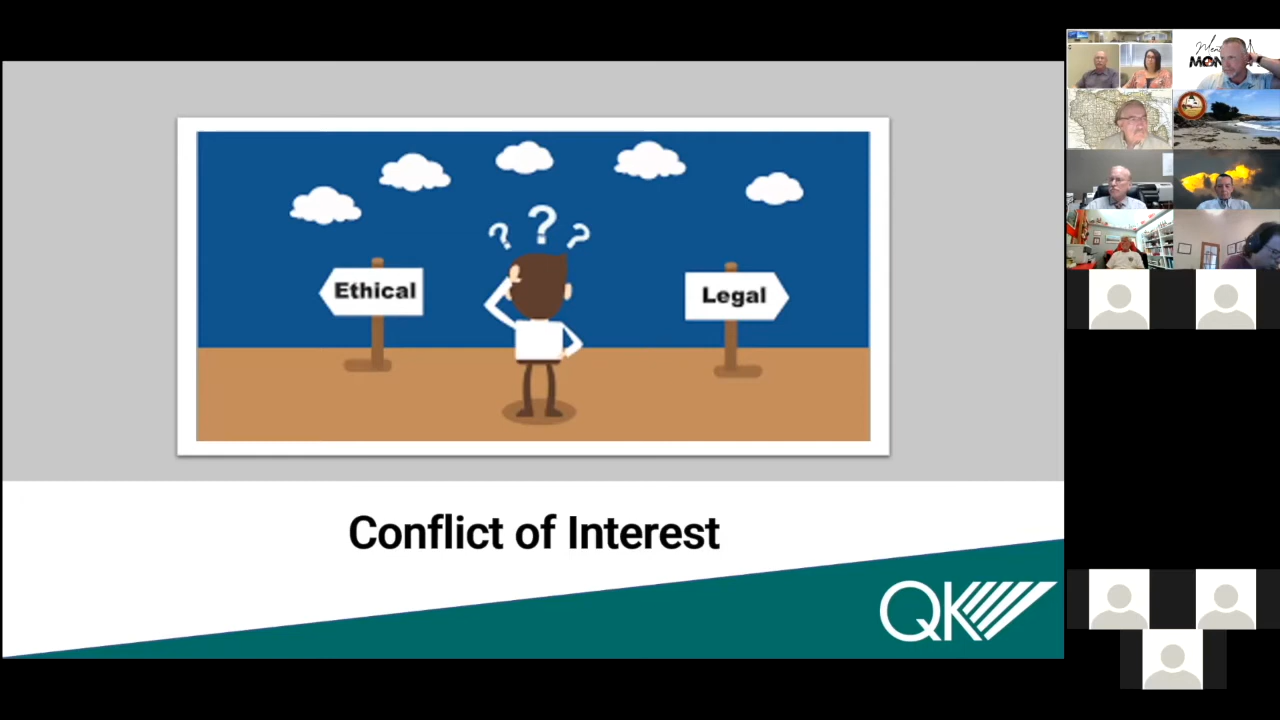 ? ? ?
Ethical
Legal
Conflict of Interest
QK